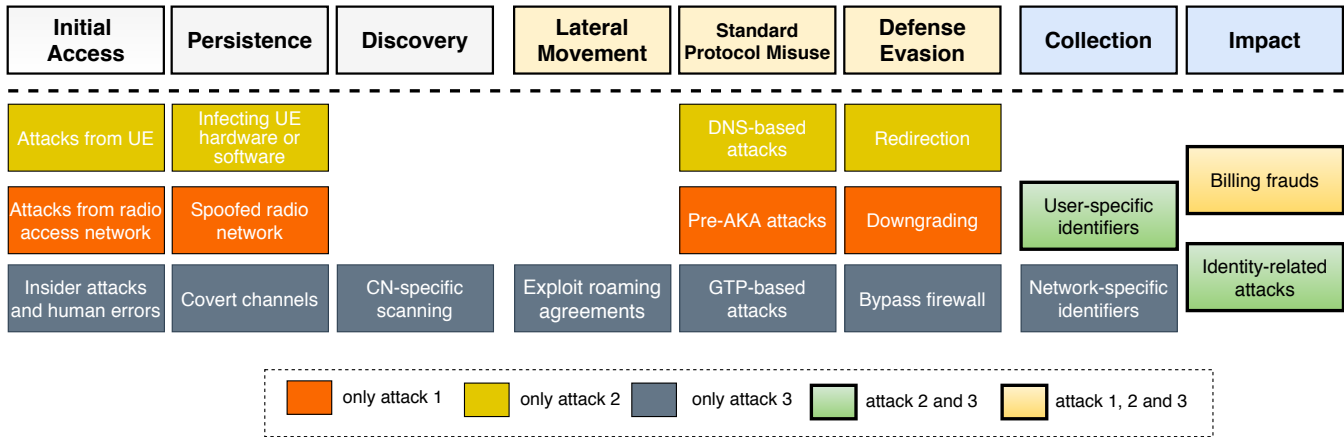 Initial
Access
Persistence
Discovery
Lateral
Movement
Standard
Protocol Misuse
Defense
Evasion
Collection
Impact
Attacks from UE
Infecting UE
hardware or
software
DNS-based
attacks
Redirection
Billing frauds
Attacks from radio
access network
Spoofed radio
network
Pre-AKA attacks
Downgrading
User-specific
identifiers
Identity-related
attacks
Insider attacks
and human errors
Covert channels
CN-specific
scanning
Exploit roaming
agreements
GTP-based
attacks
Bypass firewall
Network-specific
identifiers
only attack 1
only attack 2
only attack 3
attack 2 and 3
attack 1, 2 and 3